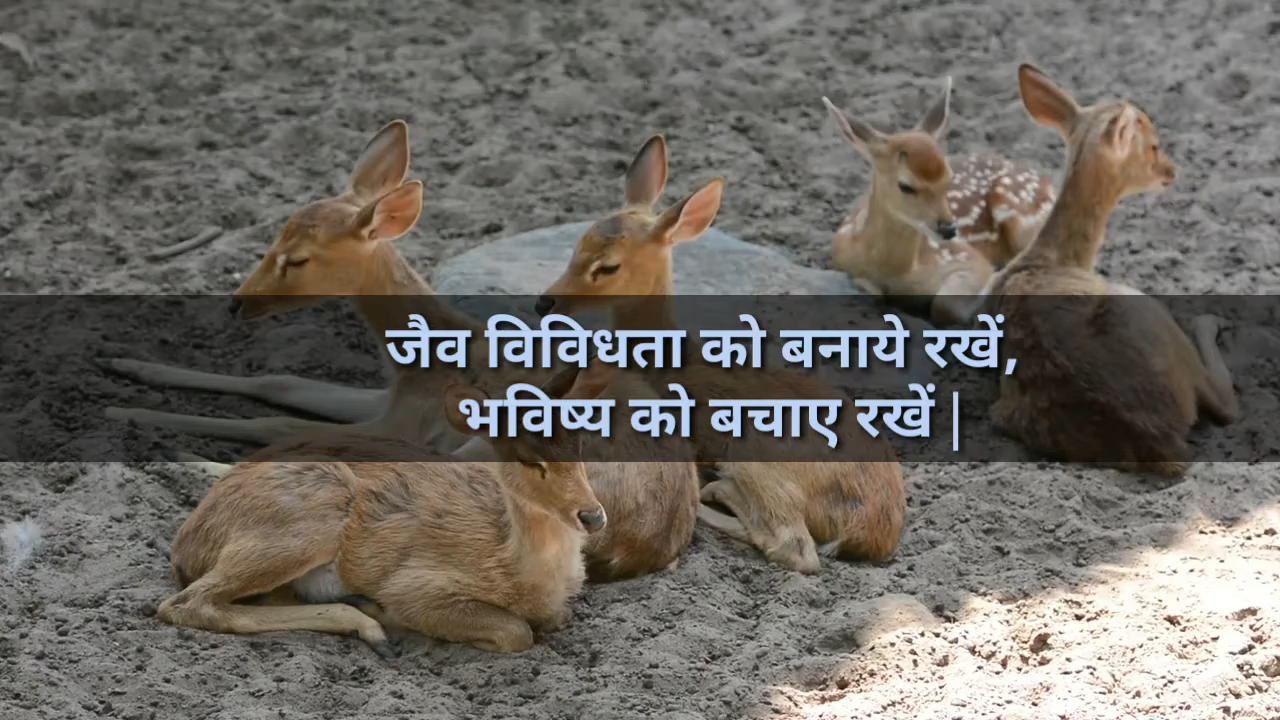 जैव विविधता को बनाये रखें,
भविष्य को बचाए रखें |